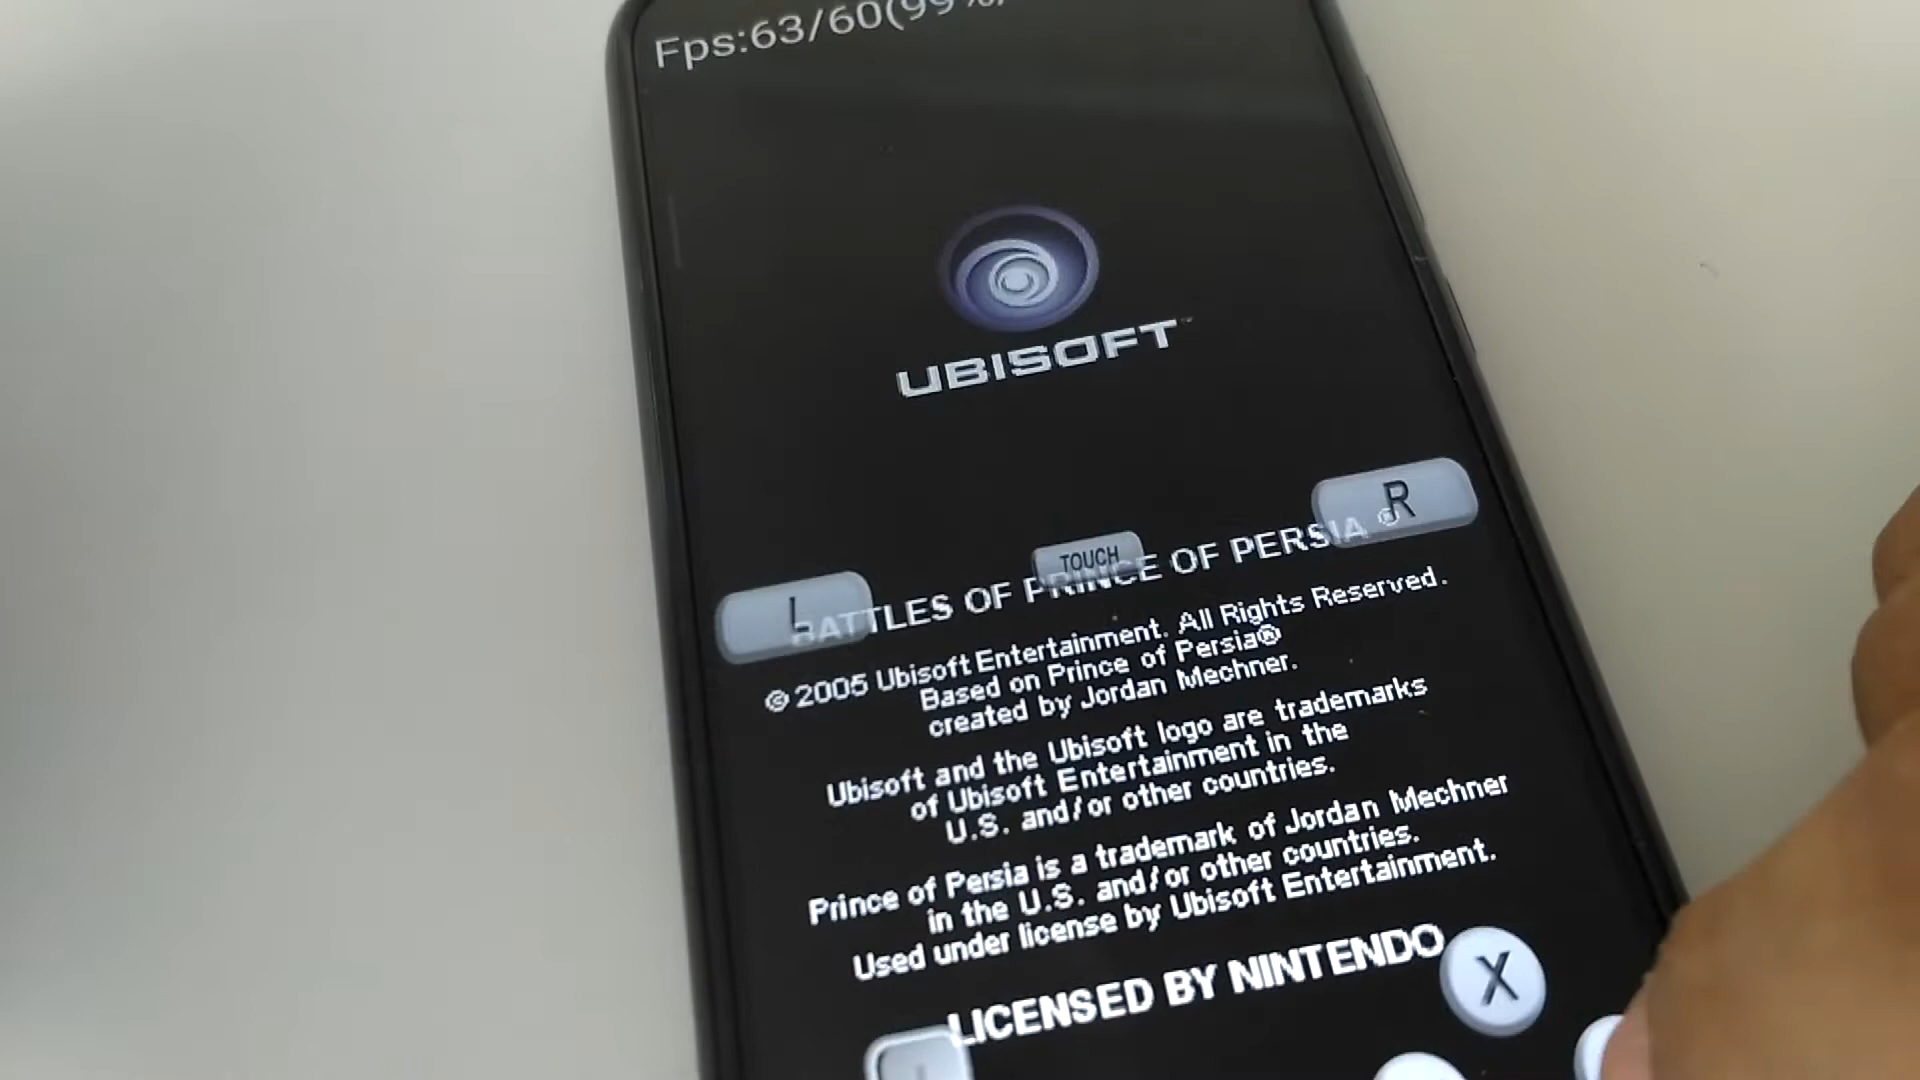 Fps:63/60(99%)
UBISOFT™
R
TOUCH
L
BATTLES OF PRINCE OF PERSIA ®
© 2005 Ubisoft Entertainment. All Rights Reserved.
Based on Prince of Persia®
created by Jordan Mechner.
Ubisoft and the Ubisoft logo are trademarks
of Ubisoft Entertainment in the
U.S. and/or other countries.
Prince of Persia is a trademark of Jordan Mechner
in the U.S. and/or other countries.
Used under license by Ubisoft Entertainment.
LICENSED BY NINTENDO
X